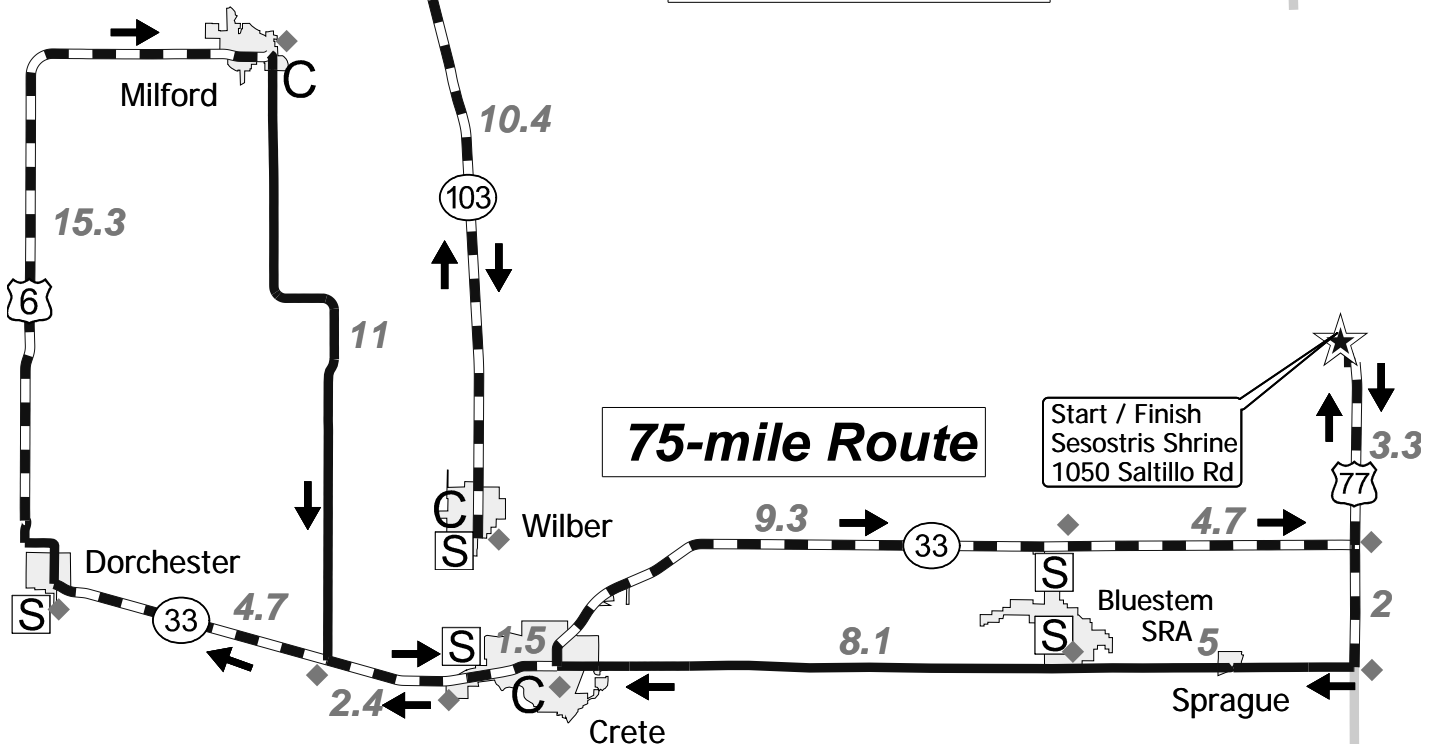 Milford
C
10.4
103
15.3
6
11
Start / Finish
Sesostris Shrine
1050 Saltillo Rd
3.3
77
75-mile Route
C
S
Wilber
9.3
33
4.7
Dorchester
S
33
4.7
S
Bluestem
SRA
S
2
S
1.5
8.1
5
2.4
C
Crete
Sprague